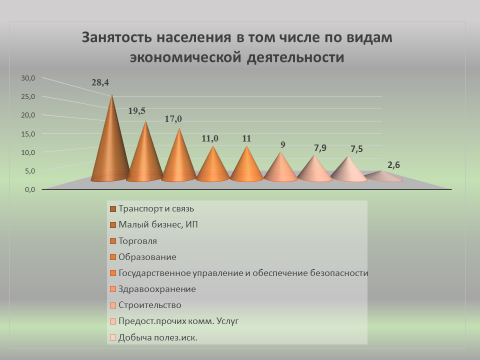 Занятость населения в том числе по видам
экономической деятельности
30,0
25,0
20,0
15,0
10,0
5,0
0,0
28,4
19,5
17,0
11,0
11
9
7,9
7,5
2,6
Транспорт и связь
Малый бизнес, ИП
Торговля
Образование
Государственное управление и обеспечение безопасности
Здравоохранение
Строительство
Предост.прочих комм. Услуг
Добыча полез.иск.